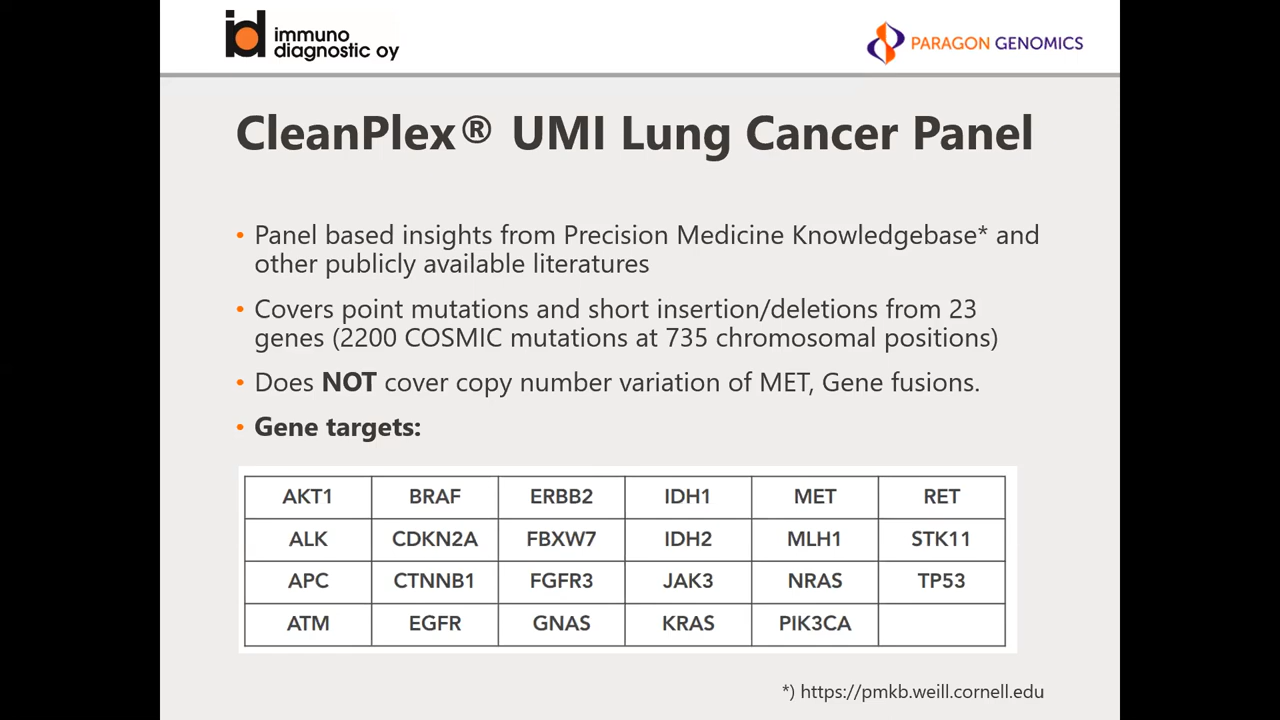 id immuno
diagnostic oy
PARAGON GENOMICS
CleanPlex® UMI Lung Cancer Panel
• Panel based insights from Precision Medicine Knowledgebase* and
other publicly available literatures
• Covers point mutations and short insertion/deletions from 23
genes (2200 COSMIC mutations at 735 chromosomal positions)
• Does NOT cover copy number variation of MET, Gene fusions.
• Gene targets:
AKT1 BRAF ERBB2 IDH1 MET RET
ALK CDKN2A FBXW7 IDH2 MLH1 STK11
APC CTNNB1 FGFR3 JAK3 NRAS TP53
ATM EGFR GNAS KRAS PIK3CA
*) https://pmkb.weill.cornell.edu